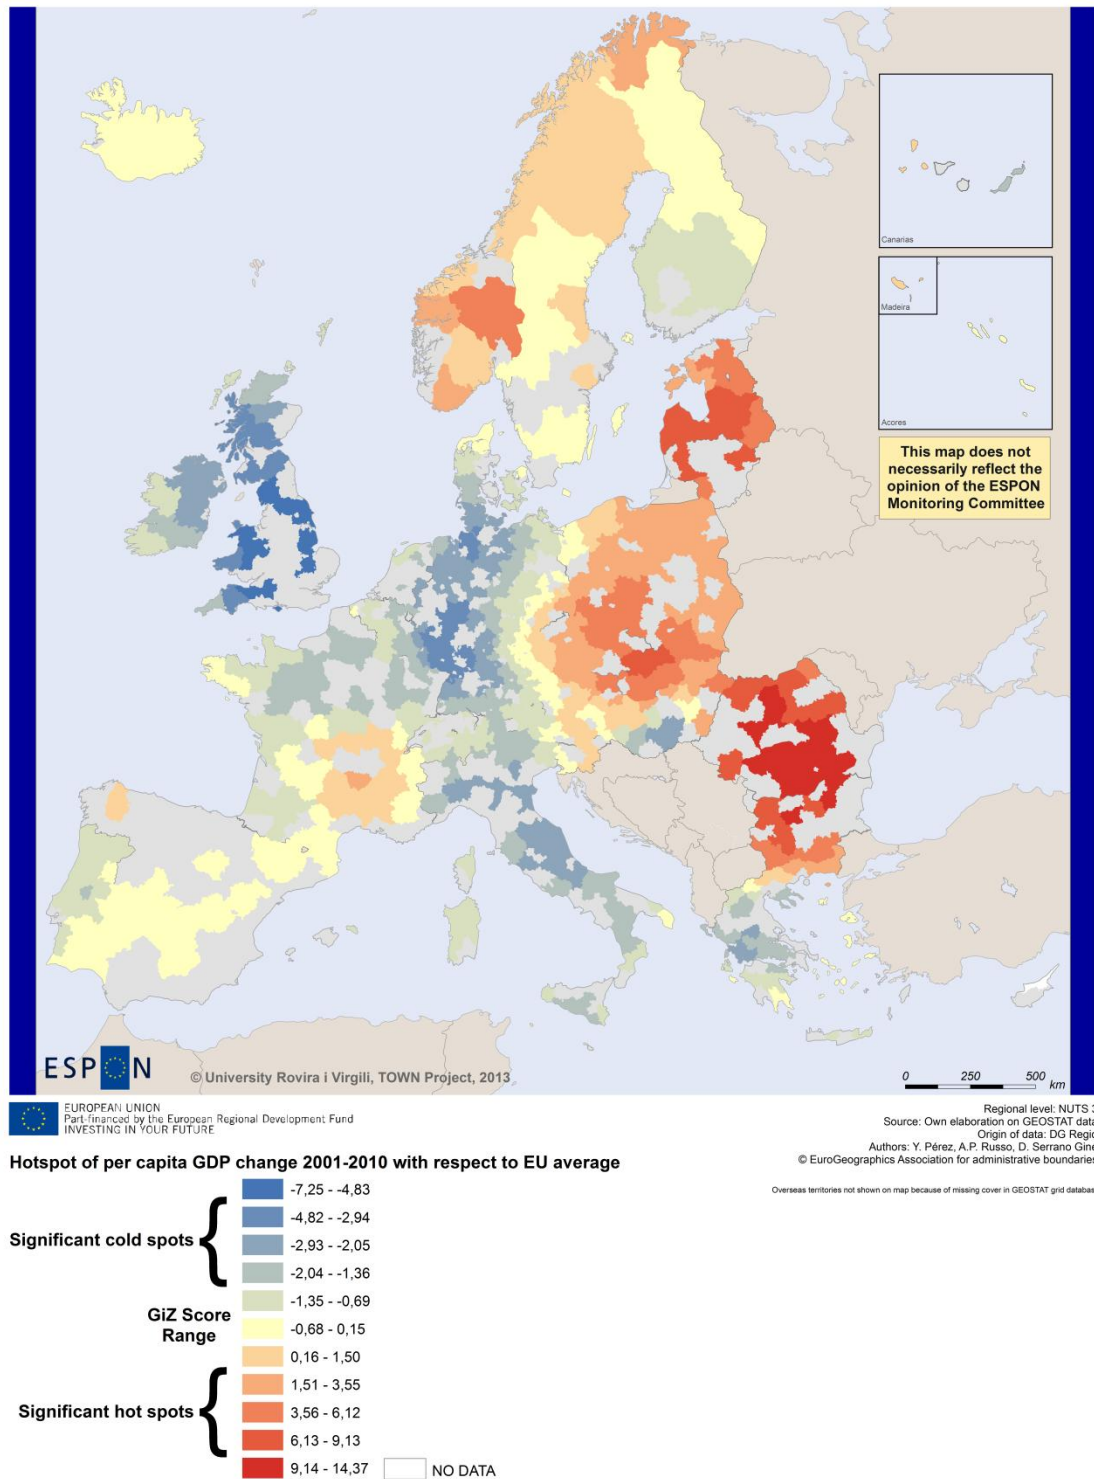 Canarias
Madeira
Acores
This map does not
necessarily reflect the
opinion of the ESPON
Monitoring Committee
ESPON
© University Rovira i Virgili, TOWN Project, 2013
0 250 500
km
EUROPEAN UNION
Part-financed by the European Regional Development Fund
INVESTING IN YOUR FUTURE
Regional level: NUTS 3
Source: Own elaboration on GEOSTAT data
Origin of data: DG Regio
Authors: Y. Pérez, A.P. Russo, D. Serrano Giné
© EuroGeographics Association for administrative boundaries
Overseas territories not shown on map because of missing cover in GEOSTAT grid database
Hotspot of per capita GDP change 2001-2010 with respect to EU average
Significant cold spots
GiZ Score
Range
Significant hot spots
-7,25 - -4,83
-4,82 - -2,94
-2,93 - -2,05
-2,04 - -1,36
-1,35 - -0,69
-0,68 - 0,15
0,16 - 1,50
1,51 - 3,55
3,56 - 6,12
6,13 - 9,13
9,14 - 14,37
NO DATA